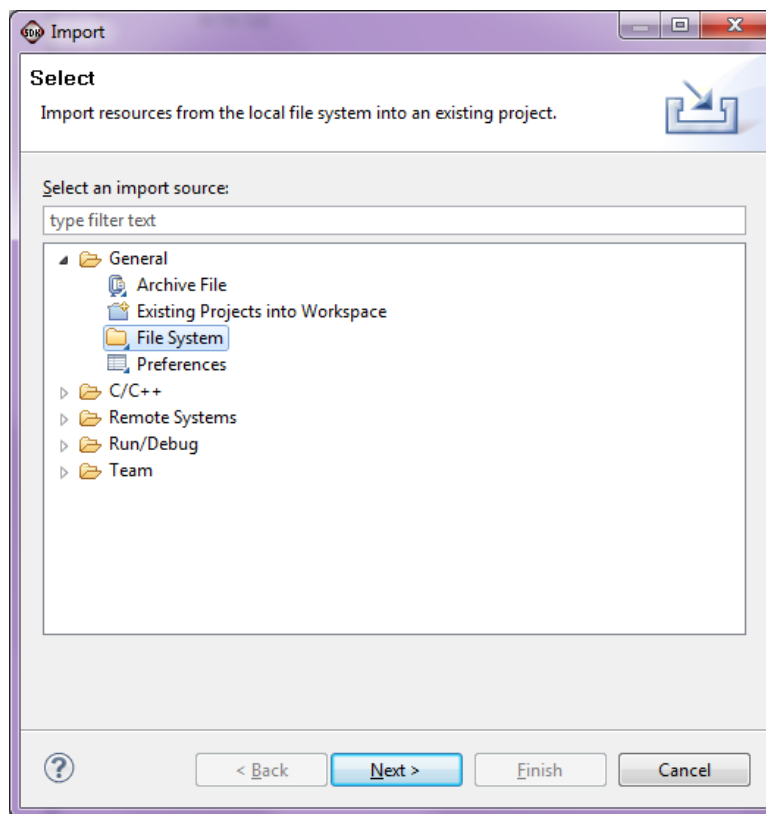 SDK Import
Select
Import resources from the local file system into an existing project.
Select an import source:
type filter text
General
Archive File
Existing Projects into Workspace
File System
Preferences
C/C++
Remote Systems
Run/Debug
Team
? < Back Next > Finish Cancel